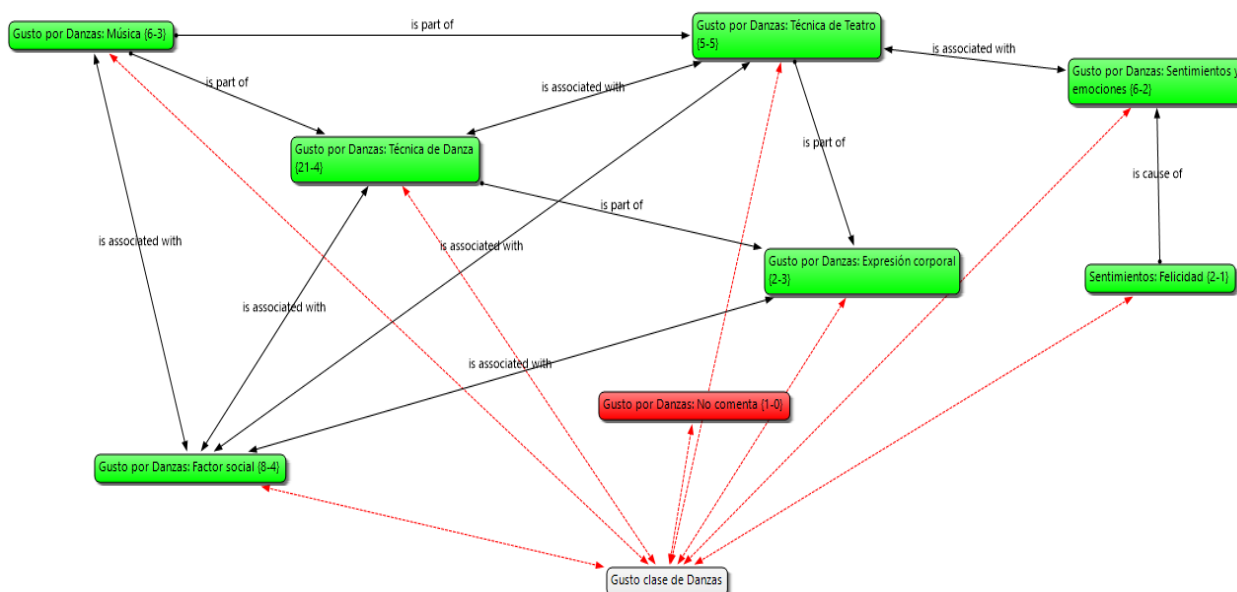 is part of
Gusto por Danzas: Música {6-3}
Gusto por Danzas: Técnica de Teatro
{5-5}
is associated with
Gusto por Danzas: Sentimientos y
emociones {6-2}
is part of
is associated with
Gusto por Danzas: Técnica de Danza
{21-4}
is part of
is cause of
is part of
is associated with
is associated with
Gusto por Danzas: Expresión corporal
{2-3}
Sentimientos: Felicidad {2-1}
is associated with
is associated with
Gusto por Danzas: No comenta {1-0}
Gusto por Danzas: Factor social {8-4}
Gusto clase de Danzas